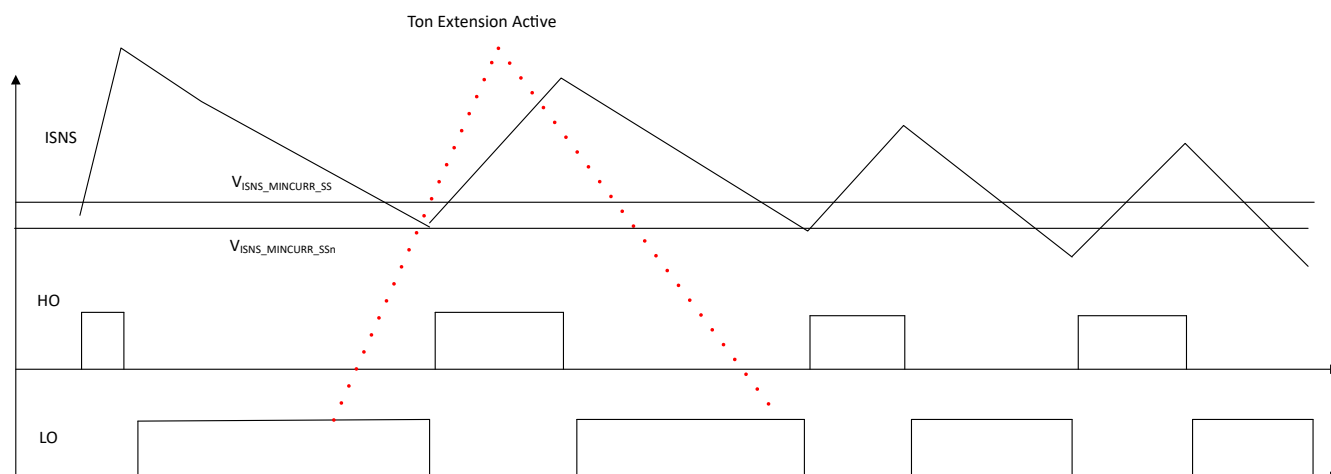 Ton Extension Active
ISNS
VISNS_MINCURR_SS
VISNS_MINCURR_SSn
HO
LO